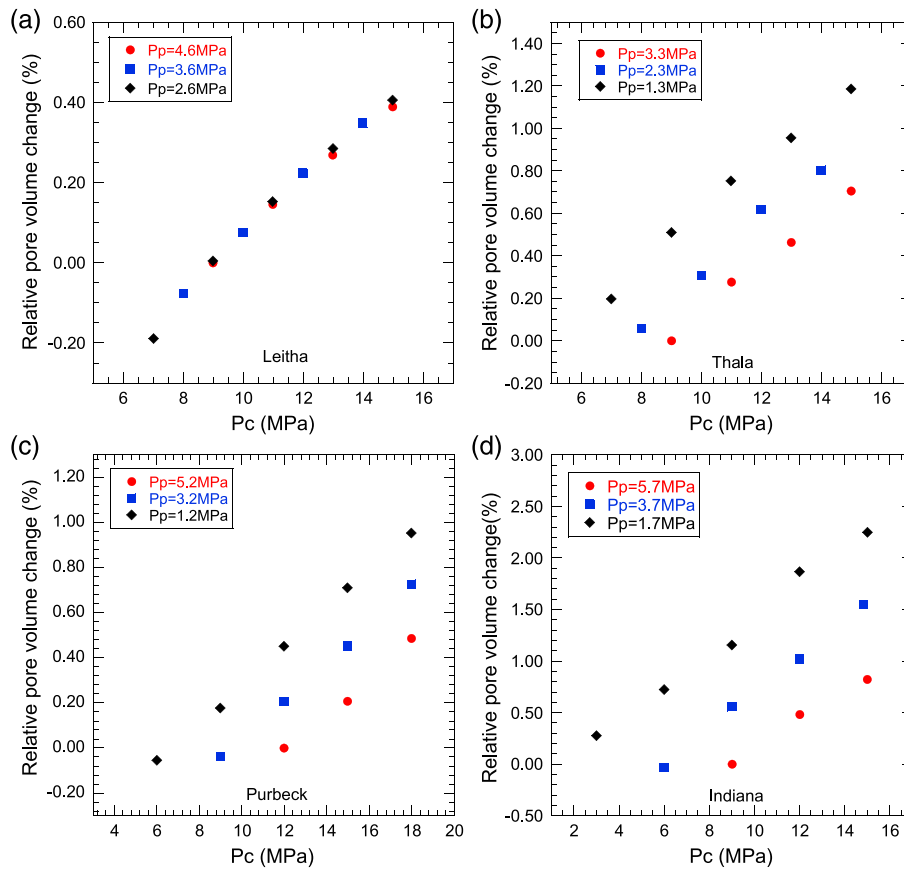 (a)
Relative pore volume change (%)
0.60
0.40
0.20
0.00
-0.20
Pp=4.6MPa
Pp=3.6MPa
Pp=2.6MPa
Leitha
6 8 10 12 14 16
Pc (MPa)
(b)
Relative pore volume change (%)
1.40
1.20
1.00
0.80
0.60
0.40
0.20
0.00
-0.20
Pp=3.3MPa
Pp=2.3MPa
Pp=1.3MPa
Thala
6 8 10 12 14 16
Pc (MPa)
(c)
Relative pore volume change (%)
1.20
1.00
0.80
0.60
0.40
0.20
0.00
-0.20
Pp=5.2MPa
Pp=3.2MPa
Pp=1.2MPa
Purbeck
4 6 8 10 12 14 16 18 20
Pc (MPa)
(d)
Relative pore volume change(%)
3.00
2.50
2.00
1.50
1.00
0.50
0.00
-0.50
Pp=5.7MPa
Pp=3.7MPa
Pp=1.7MPa
Indiana
2 4 6 8 10 12 14 16
Pc (MPa)